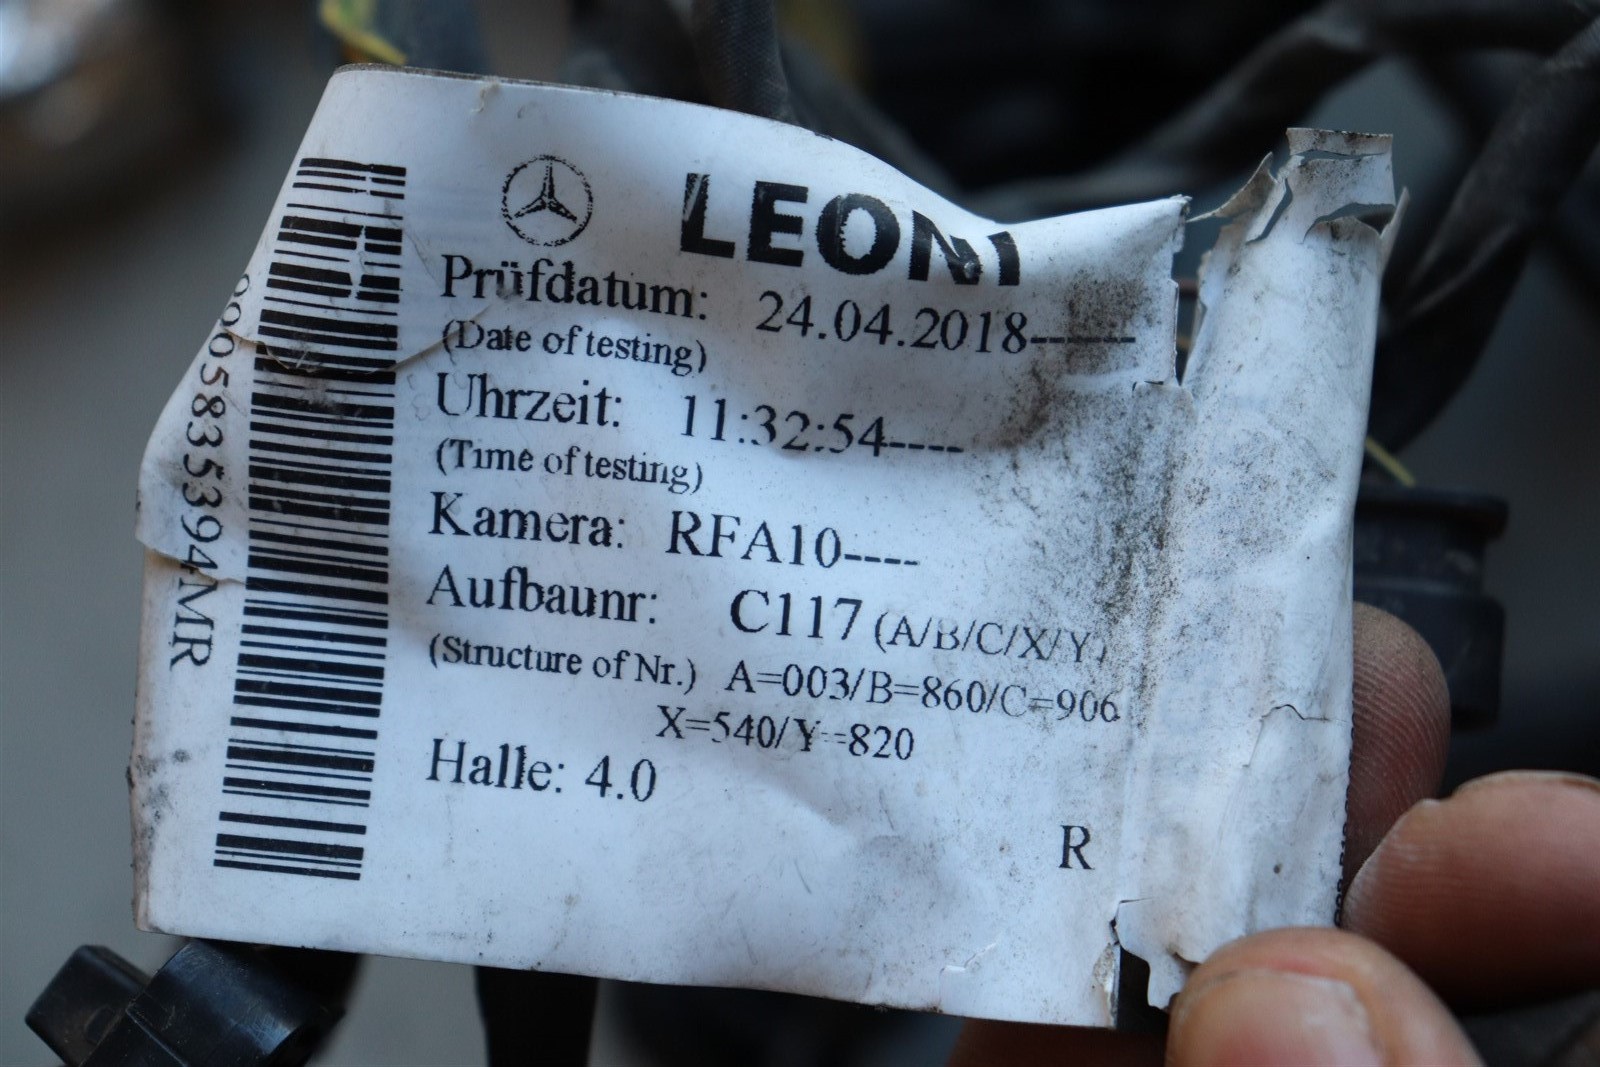 LEONI
Prüfdatum: 24.04.2018------
(Date of testing)
Uhrzeit: 11:32:54----
(Time of testing)
Kamera: RFA10----
Aufbaunr: C117 (A/B/C/X/Y)
(Structure of Nr.) A=003/B=860/C=906
X=540/Y=820
Halle: 4.0
R
0005835394MR